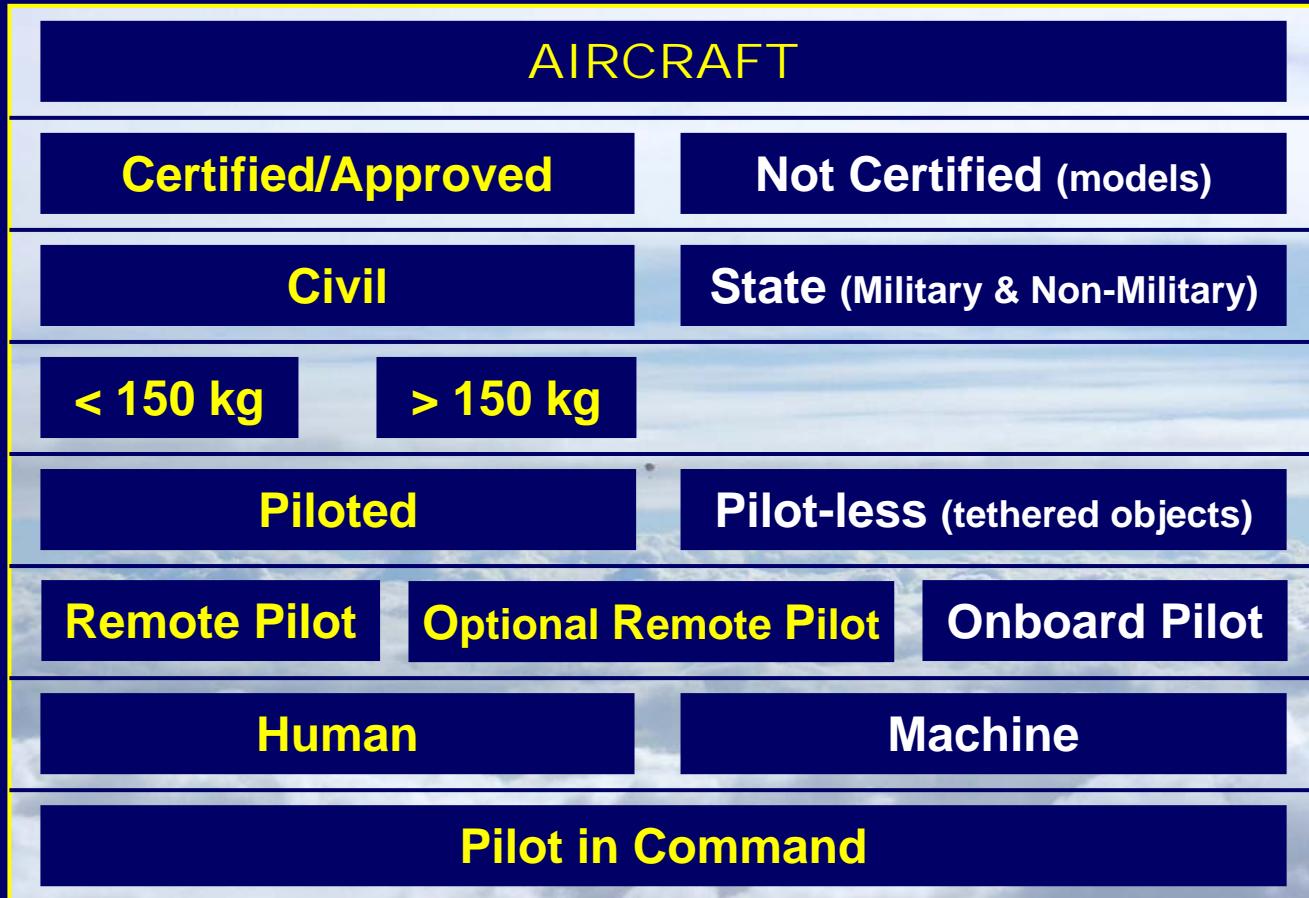 AIRCRAFT
Certified/Approved
Not Certified (models)
Civil
State (Military & Non-Military)
< 150 kg
> 150 kg
Piloted
Pilot-less (tethered objects)
Remote Pilot
Optional Remote Pilot
Onboard Pilot
Human
Machine
Pilot in Command